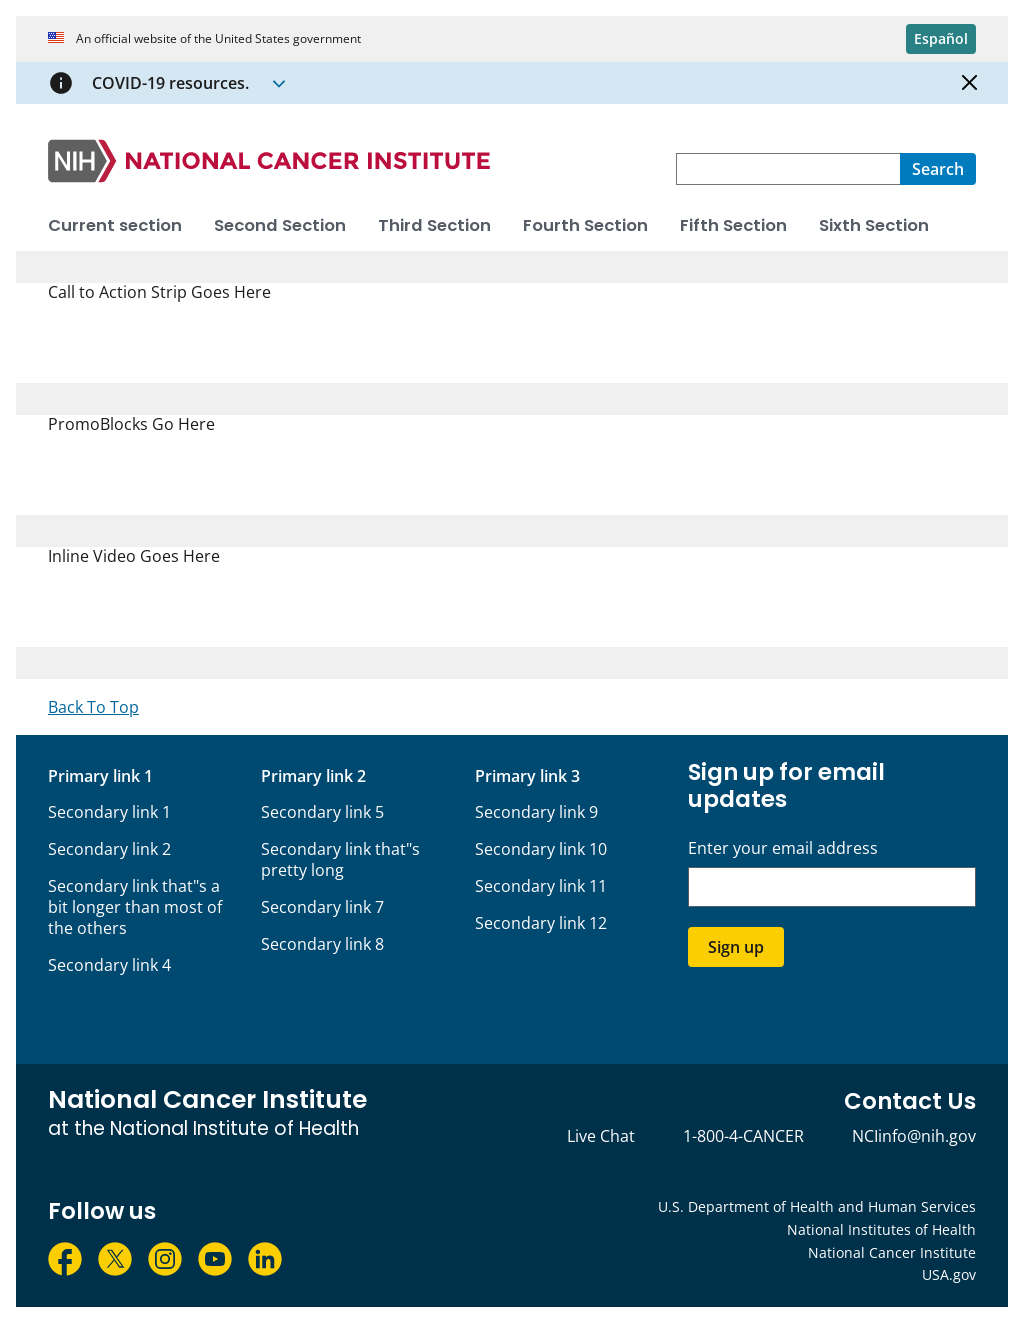 An official website of the United States government
Español
COVID-19 resources.
NIH NATIONAL CANCER INSTITUTE
Search
Current section Second Section Third Section Fourth Section Fifth Section Sixth Section
Call to Action Strip Goes Here
PromoBlocks Go Here
Inline Video Goes Here
Back To Top
Primary link 1
Secondary link 1
Secondary link 2
Secondary link that"s a
bit longer than most of
the others
Secondary link 4
Primary link 2
Secondary link 5
Secondary link that"s
pretty long
Secondary link 7
Secondary link 8
Primary link 3
Secondary link 9
Secondary link 10
Secondary link 11
Secondary link 12
Sign up for email
updates
Enter your email address
Sign up
National Cancer Institute
at the National Institute of Health
Contact Us
Live Chat 1-800-4-CANCER NCIinfo@nih.gov
Follow us
U.S. Department of Health and Human Services
National Institutes of Health
National Cancer Institute
USA.gov